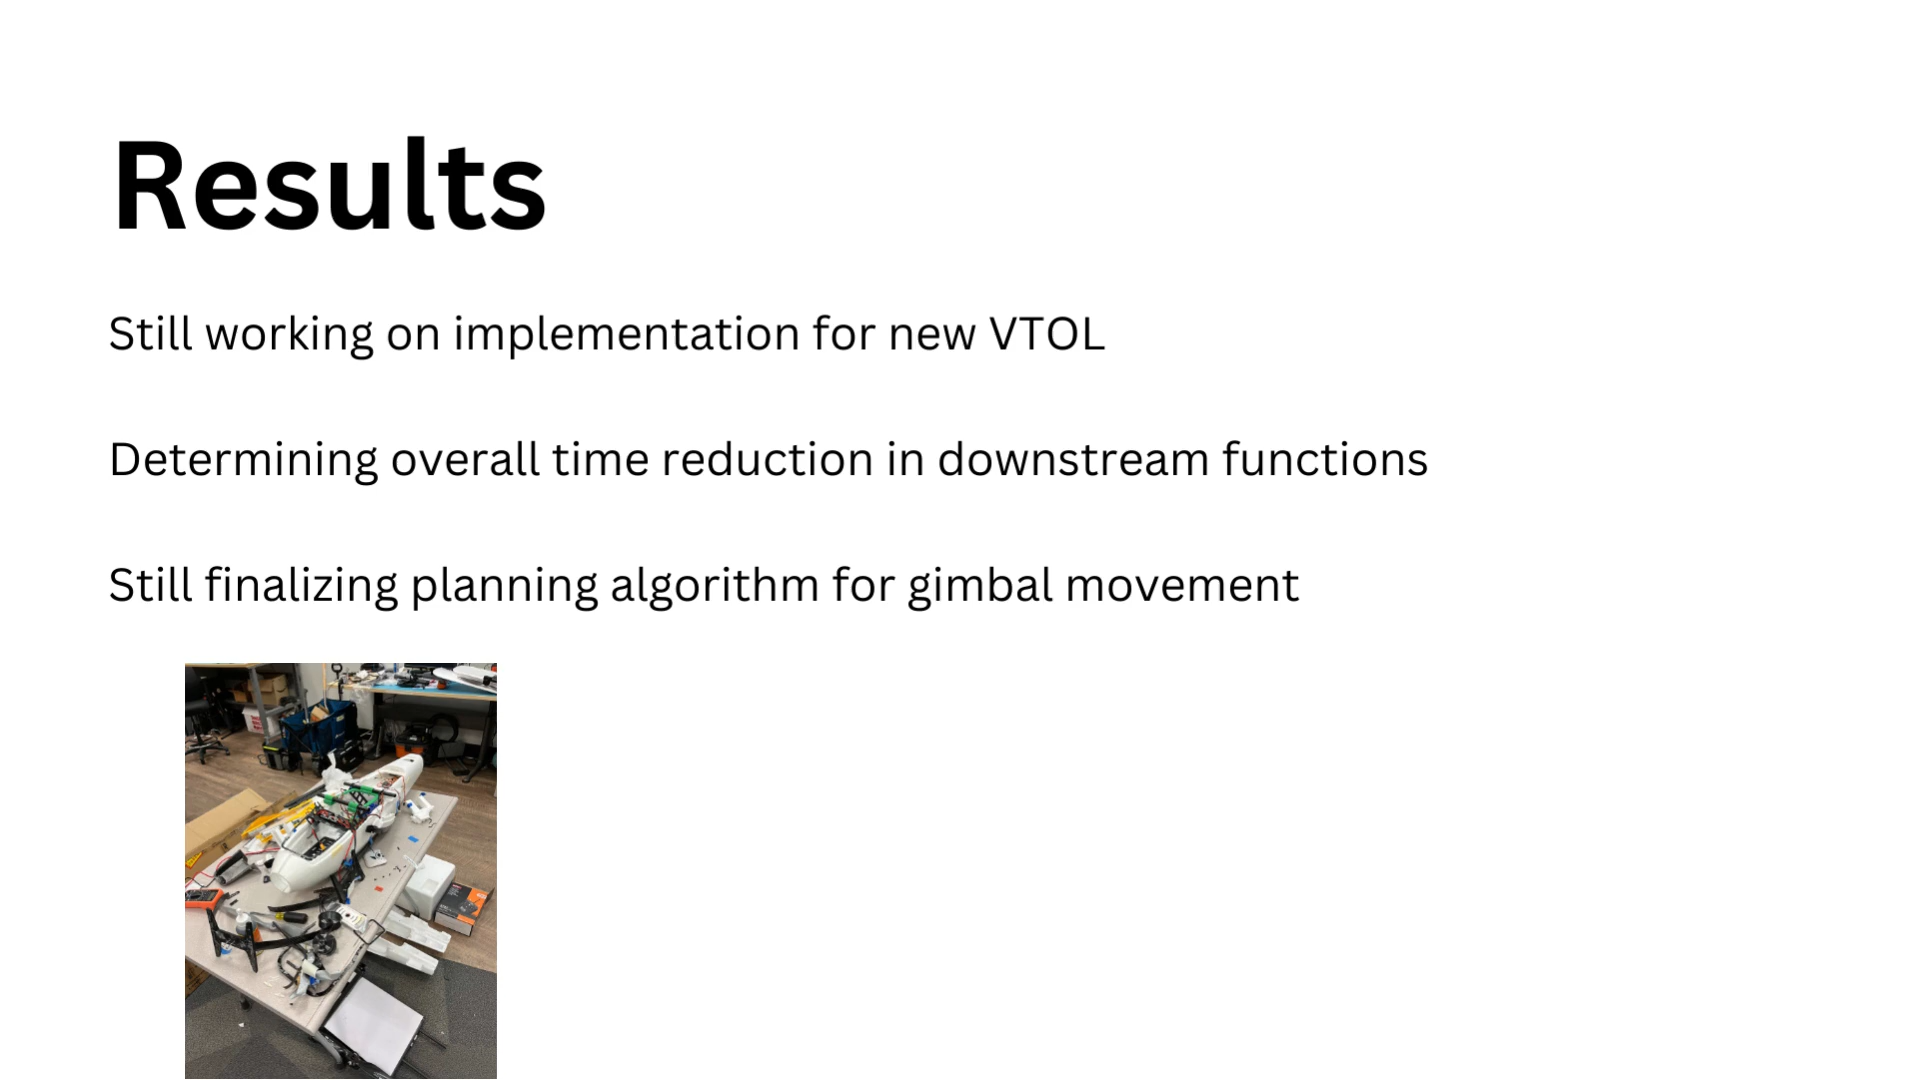 Results
Still working on implementation for new VTOL
Determining overall time reduction in downstream functions
Still finalizing planning algorithm for gimbal movement